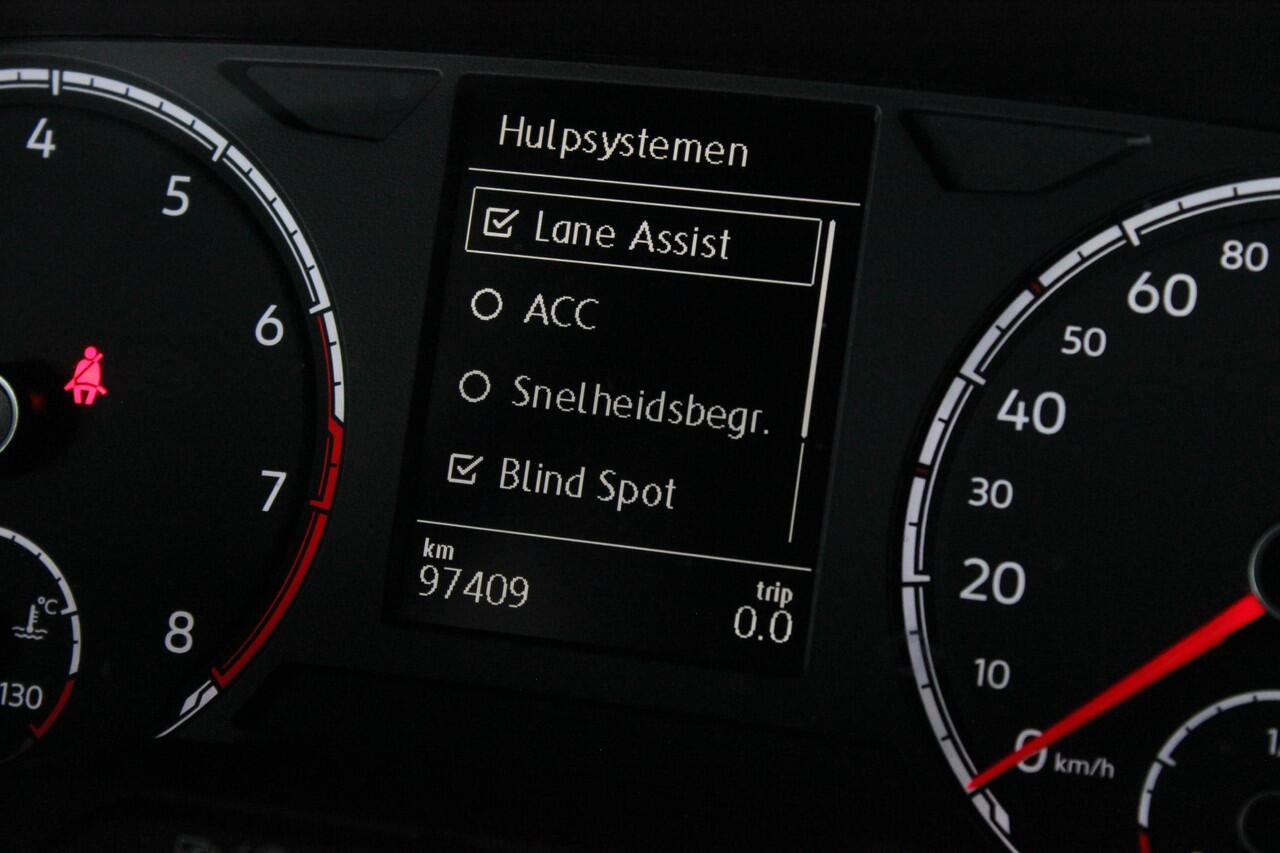 Hulpsystemen
Lane Assist
ACC
Snelheidsbegr.
Blind Spot
km
97409
trip
0.0
4
5
6
7
8
°C
130
80
60
50
40
30
20
10
0 km/h